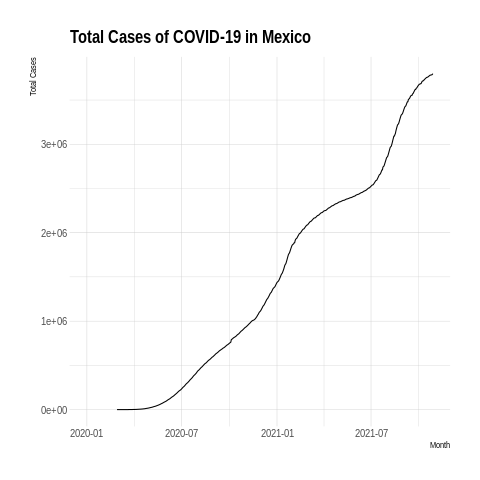 Total Cases of COVID-19 in Mexico
Total Cases
3e+06
2e+06
1e+06
0e+00
2020-01 2020-07 2021-01 2021-07
Month